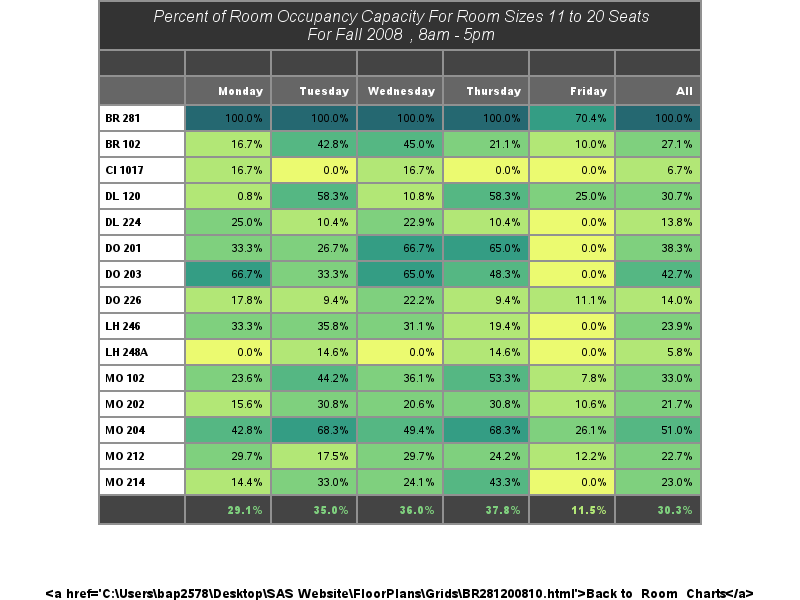 Percent of Room Occupancy Capacity For Room Sizes 11 to 20 Seats
For Fall 2008 , 8am - 5pm
Monday Tuesday Wednesday Thursday Friday All
BR 281 100.0% 100.0% 100.0% 100.0% 70.4% 100.0%
BR 102 16.7% 42.8% 45.0% 21.1% 10.0% 27.1%
CI 1017 16.7% 0.0% 16.7% 0.0% 0.0% 6.7%
DL 120 0.8% 58.3% 10.8% 58.3% 25.0% 30.7%
DL 224 25.0% 10.4% 22.9% 10.4% 0.0% 13.8%
DO 201 33.3% 26.7% 66.7% 65.0% 0.0% 38.3%
DO 203 66.7% 33.3% 65.0% 48.3% 0.0% 42.7%
DO 226 17.8% 9.4% 22.2% 9.4% 11.1% 14.0%
LH 246 33.3% 35.8% 31.1% 19.4% 0.0% 23.9%
LH 248A 0.0% 14.6% 0.0% 14.6% 0.0% 5.8%
MO 102 23.6% 44.2% 36.1% 53.3% 7.8% 33.0%
MO 202 15.6% 30.8% 20.6% 30.8% 10.6% 21.7%
MO 204 42.8% 68.3% 49.4% 68.3% 26.1% 51.0%
MO 212 29.7% 17.5% 29.7% 24.2% 12.2% 22.7%
MO 214 14.4% 33.0% 24.1% 43.3% 0.0% 23.0%
29.1% 35.0% 36.0% 37.8% 11.5% 30.3%
<a href='C:\Users\bap2578\Desktop\SAS Website\FloorPlans\Grids\BR281200810.html'>Back to Room Charts</a>